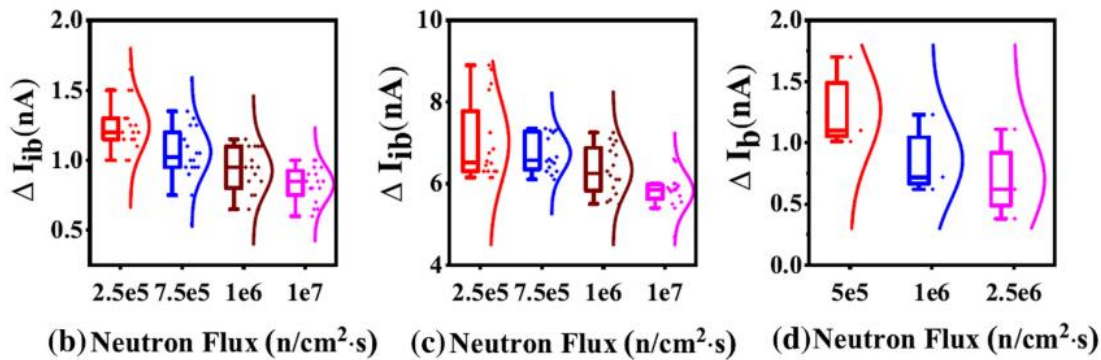 2.0
1.5
1.0
0.5
Δ I_ib(nA)
2.5e5 7.5e5 1e6 1e7
(b) Neutron Flux (n/cm²·s)
10
8
6
4
Δ I_ib(nA)
2.5e5 7.5e5 1e6 1e7
(c) Neutron Flux (n/cm²·s)
2.0
1.5
1.0
0.5
0.0
Δ I_b(nA)
5e5 1e6 2.5e6
(d) Neutron Flux (n/cm²·s)